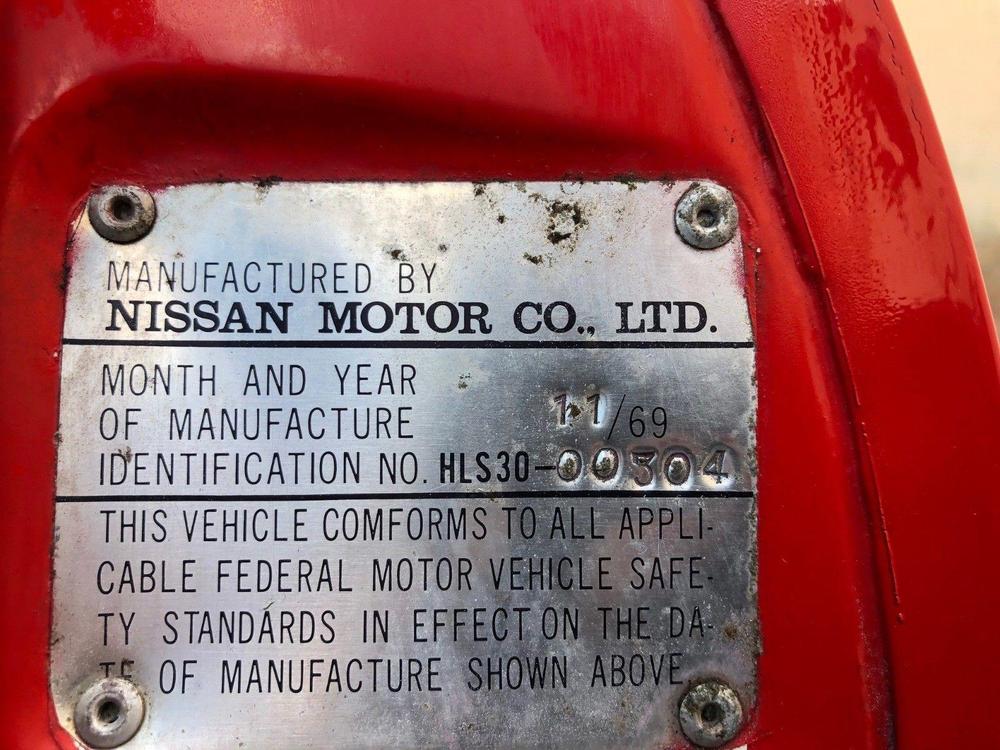 MANUFACTURED BY
NISSAN MOTOR CO., LTD.
MONTH AND YEAR
OF MANUFACTURE 11/69
IDENTIFICATION NO. HLS30-00304
THIS VEHICLE COMFORMS TO ALL APPLI-
CABLE FEDERAL MOTOR VEHICLE SAFE-
TY STANDARDS IN EFFECT ON THE DA-
TE OF MANUFACTURE SHOWN ABOVE.